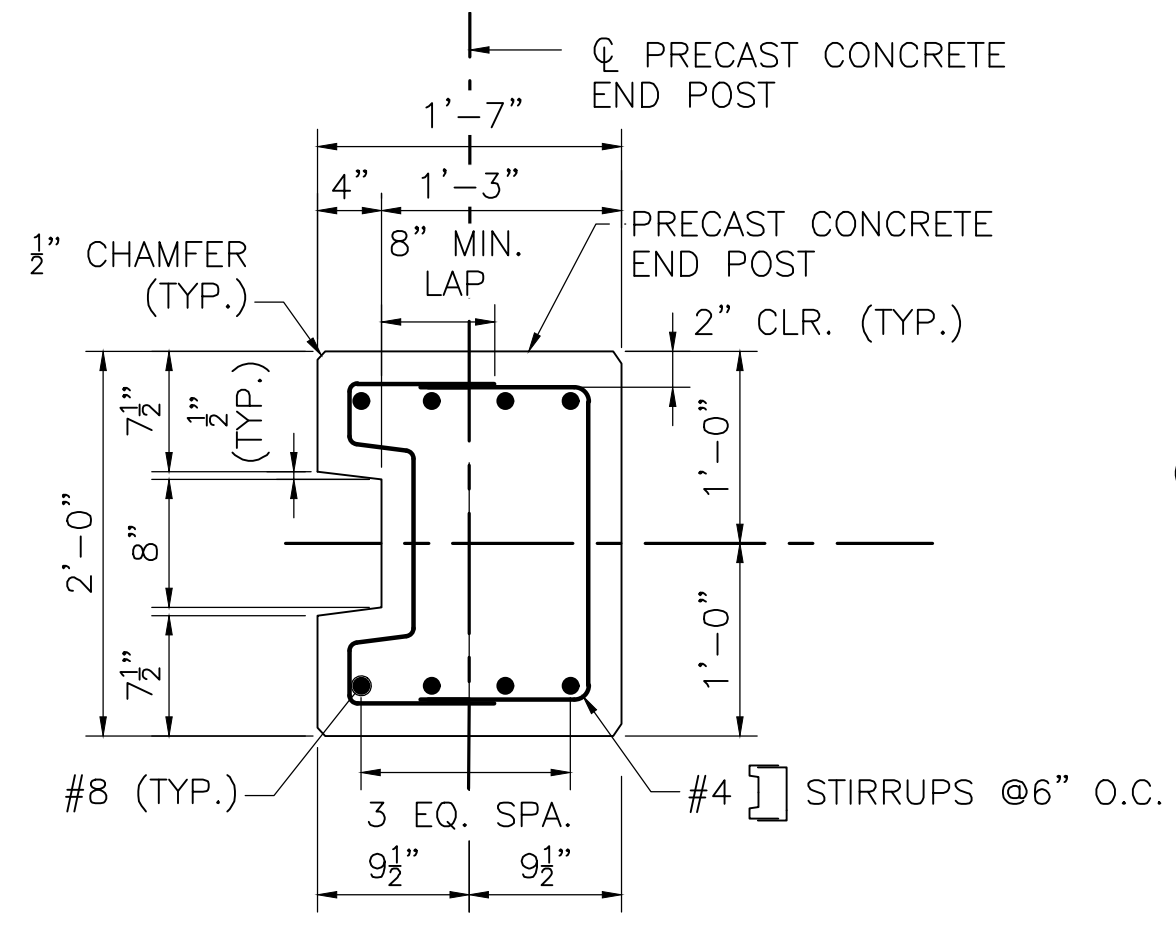 ℄ PRECAST CONCRETE
END POST
1'-7"
4"
1'-3"
PRECAST CONCRETE
END POST
½" CHAMFER
(TYP.)
8" MIN.
LAP
2" CLR. (TYP.)
7½"
½"
(TYP.)
1'-0"
2'-0"
8"
1'-0"
7½"
#8 (TYP.)
#4 STIRRUPS @6" O.C.
3 EQ. SPA.
9½"
9½"